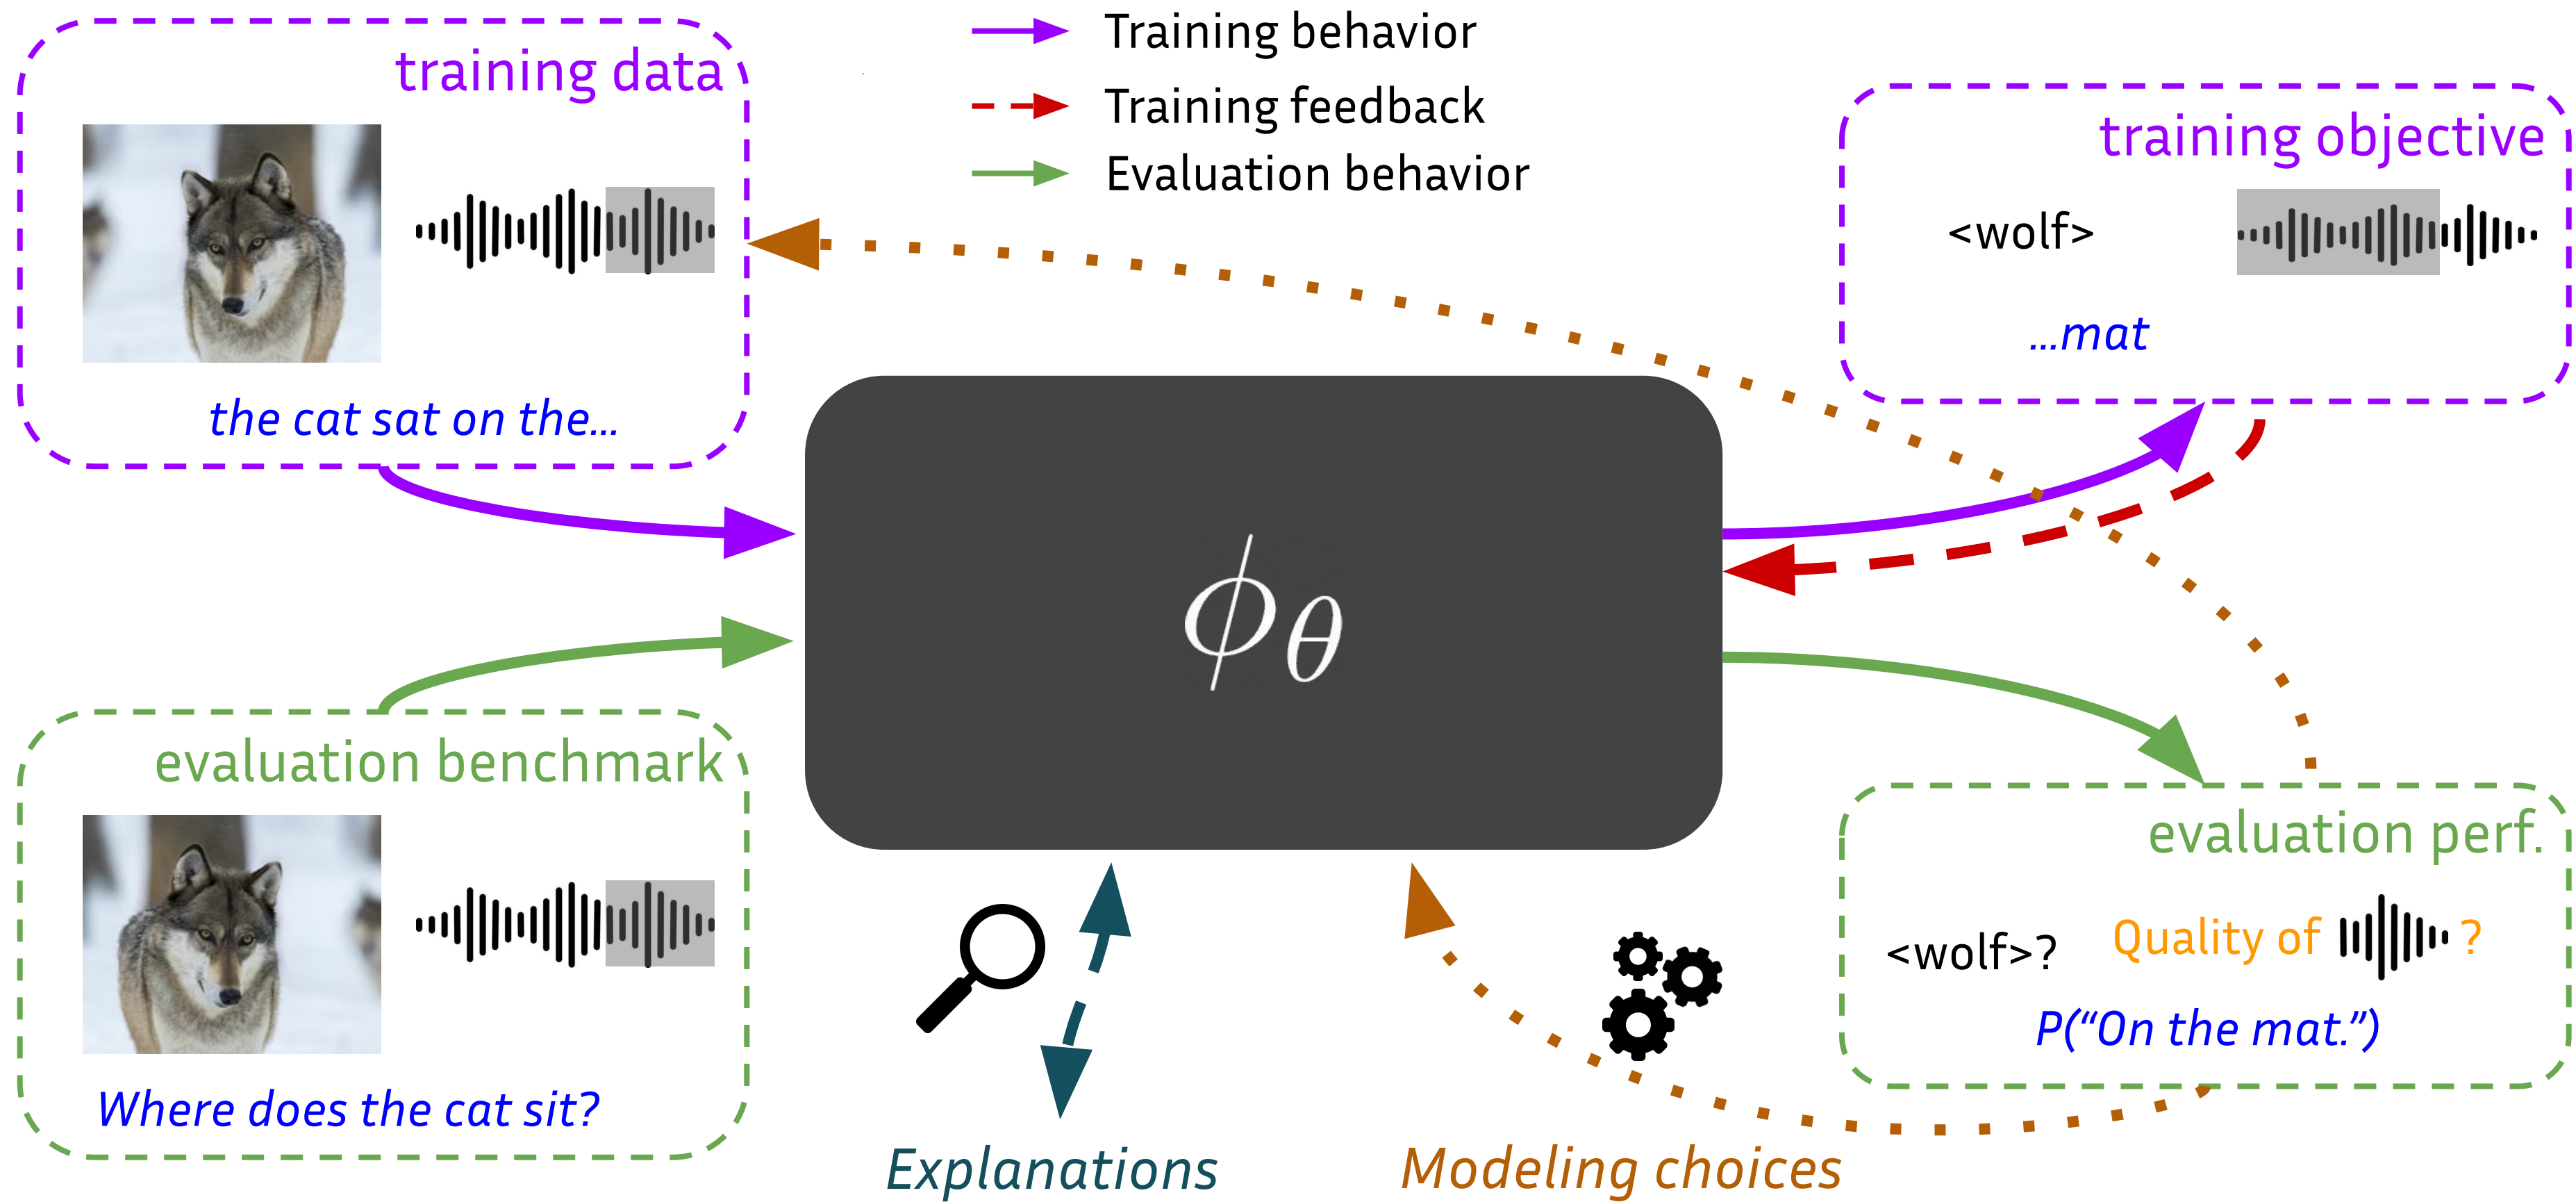 training data
the cat sat on the...
Training behavior
Training feedback
Evaluation behavior
training objective
<wolf>
...mat
ϕθ
evaluation benchmark
Where does the cat sit?
evaluation perf.
<wolf>?
Quality of ?
P(“On the mat.”)
Explanations
Modeling choices